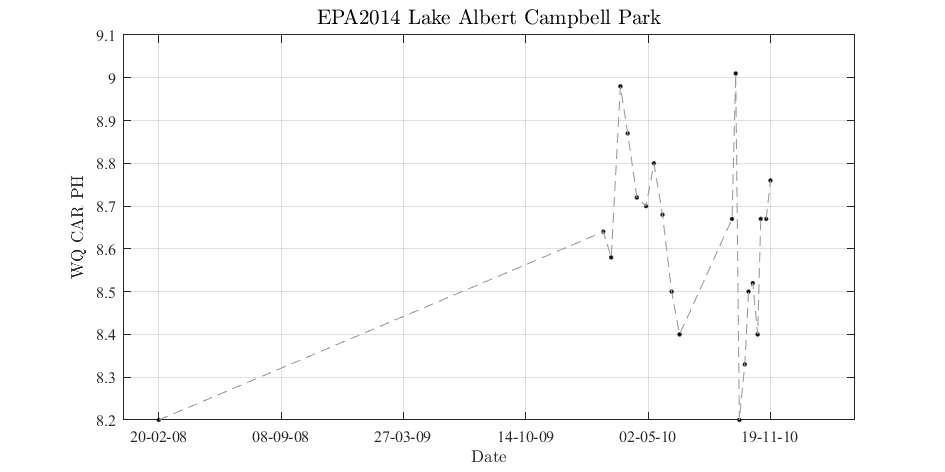 EPA2014 Lake Albert Campbell Park
9.1
9
8.9
8.8
8.7
8.6
8.5
8.4
8.3
8.2
WQ CAR PH
20-02-08 08-09-08 27-03-09 14-10-09 02-05-10 19-11-10
Date